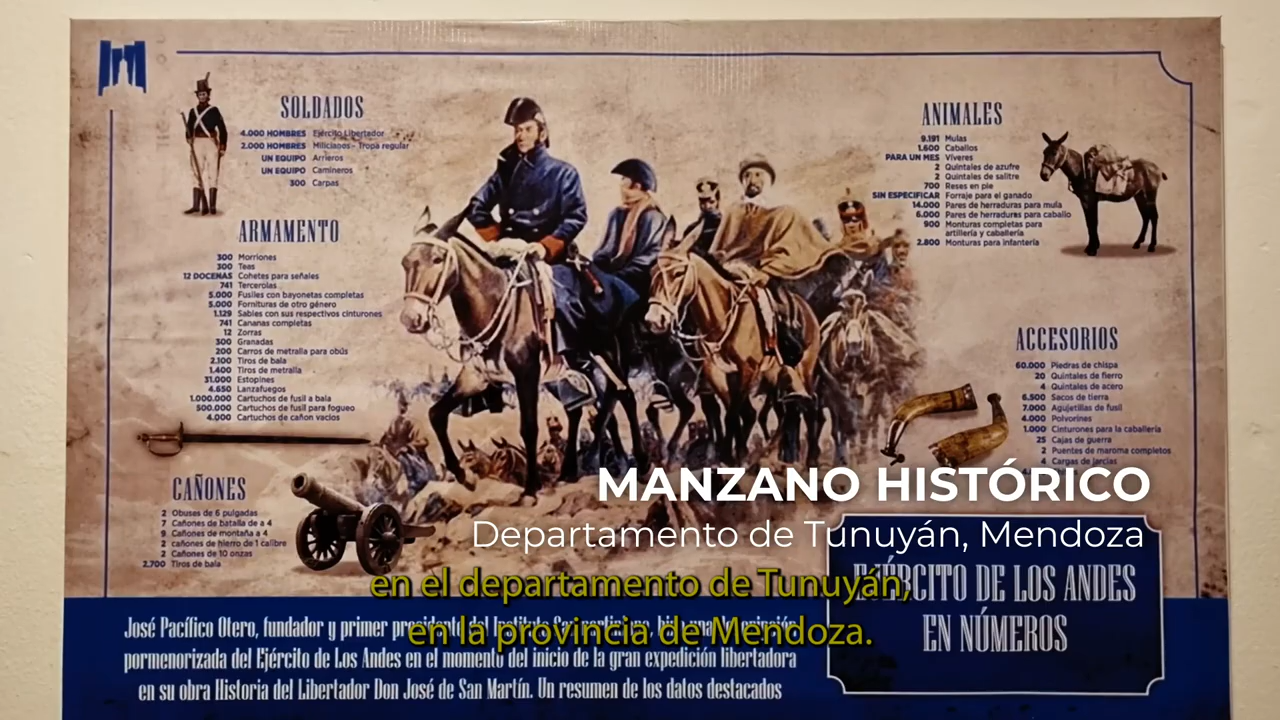 SOLDADOS
4.000 HOMBRES Ejército Libertador
2.000 HOMBRES Milicianos - Tropa regular
UN EQUIPO Arrieros
UN EQUIPO Camineros
300 Carpas
ARMAMENTO
300 Morriones
300 Teas
12 DOCENAS Cohetes para señales
741 Tercerolas
5.000 Fusiles con bayonetas completas
5.000 Fornituras de otro género
1.129 Sables con sus respectivos cinturones
741 Cananas completas
12 Zorras
300 Granadas
200 Carros de metralla para obús
2.100 Tiros de bala
1.400 Tiros de metralla
31.000 Estopines
4.650 Lanzafuegos
1.000.000 Cartuchos de fusil a bala
500.000 Cartuchos de fusil para fogueo
4.000 Cartuchos de cañon vacíos
CAÑONES
2 Obuses de 6 pulgadas
7 Cañones de batalla de a 4
9 Cañones de montaña a 4
2 cañones de hierro de 1 calibre
2 Cañones de 10 onzas
2.700 Tiros de bala
ANIMALES
9.191 Mulas
1.600 Caballos
PARA UN MES Víveres
2 Quintales de azufre
2 Quintales de salitre
700 Reses en pie
SIN ESPECIFICAR Forraje para el ganado
14.000 Pares de herraduras para mula
6.000 Pares de herraduras para caballo
900 Monturas completas para
artillería y caballería
2.800 Monturas para infantería
ACCESORIOS
60.000 Piedras de chispa
20 Quintales de fierro
4 Quintales de acero
6.500 Sacos de tierra
7.000 Agujetillas de fusil
4.000 Polvorines
1.000 Cinturones para la caballería
25 Cajas de guerra
2 Puentes de maroma completos
4 Cargas de jarcias
MANZANO HISTÓRICO
Departamento de Tunuyán, Mendoza
en el departamento de Tunuyán,
en la provincia de Mendoza.
EJÉRCITO DE LOS ANDES
EN NÚMEROS
José Pacífico Otero, fundador y primer presidente del Instituto Sanmartiniano, hizo una
pormenorizada del Ejército de Los Andes en el momento del inicio de la gran expedición libertadora
en su obra Historia del Libertador Don José de San Martín. Un resumen de los datos destacados